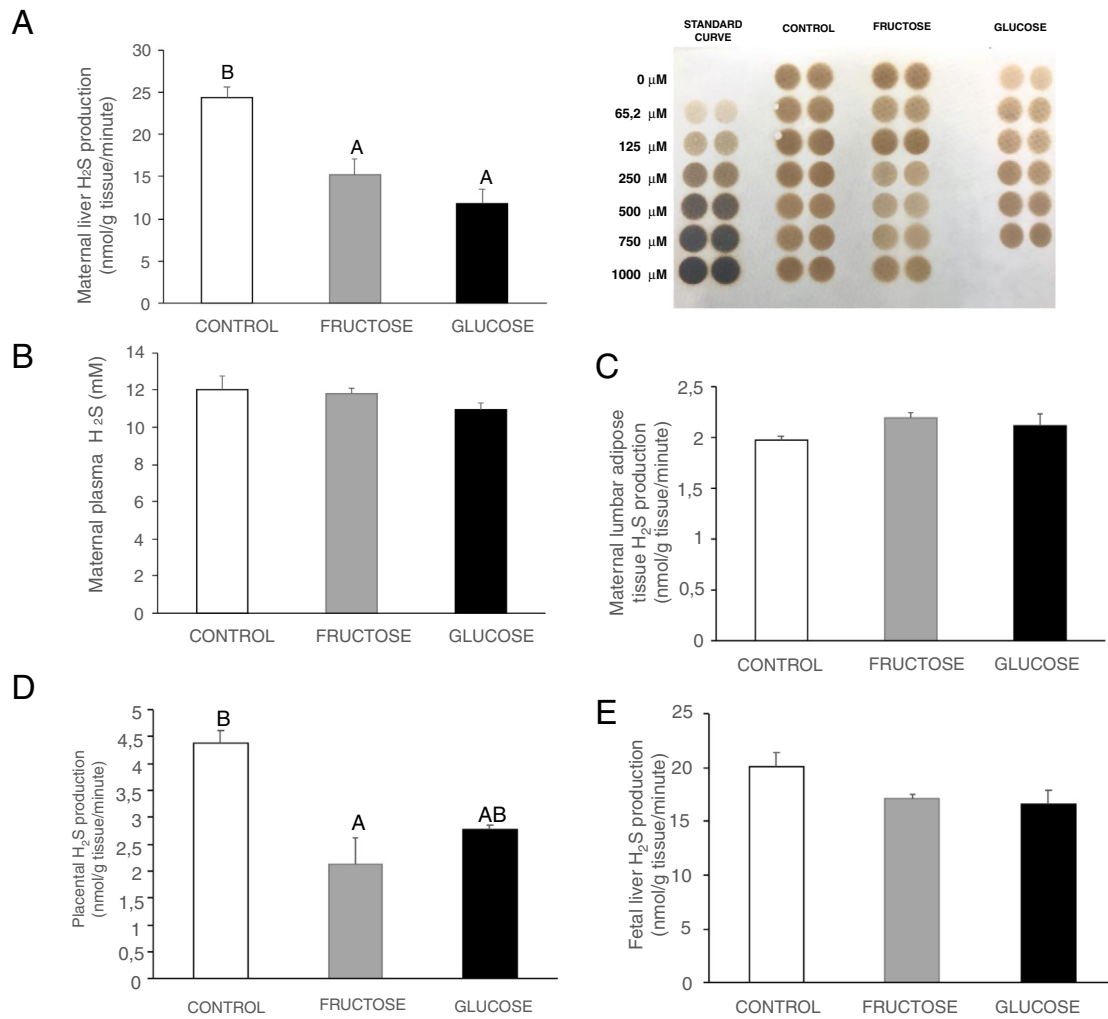 A
Maternal liver H2S production
(nmol/g tissue/minute)
30
25
20
15
10
5
0
B
A
A
CONTROL FRUCTOSE GLUCOSE
STANDARD
CURVE
CONTROL
FRUCTOSE
GLUCOSE
0 µM
65,2 µM
125 µM
250 µM
500 µM
750 µM
1000 µM
B
Maternal plasma H2S (mM)
14
12
10
8
6
4
2
0
CONTROL FRUCTOSE GLUCOSE
C
Maternal lumbar adipose
tissue H2S production
(nmol/g tissue/minute)
2,5
2
1,5
1
0,5
0
CONTROL FRUCTOSE GLUCOSE
D
Placental H2S production
(nmol/g tissue/minute)
5
4,5
4
3,5
3
2,5
2
1,5
1
0,5
0
B
A
AB
CONTROL FRUCTOSE GLUCOSE
E
Fetal liver H2S production
(nmol/g tissue/minute)
25
20
15
10
5
0
CONTROL FRUCTOSE GLUCOSE